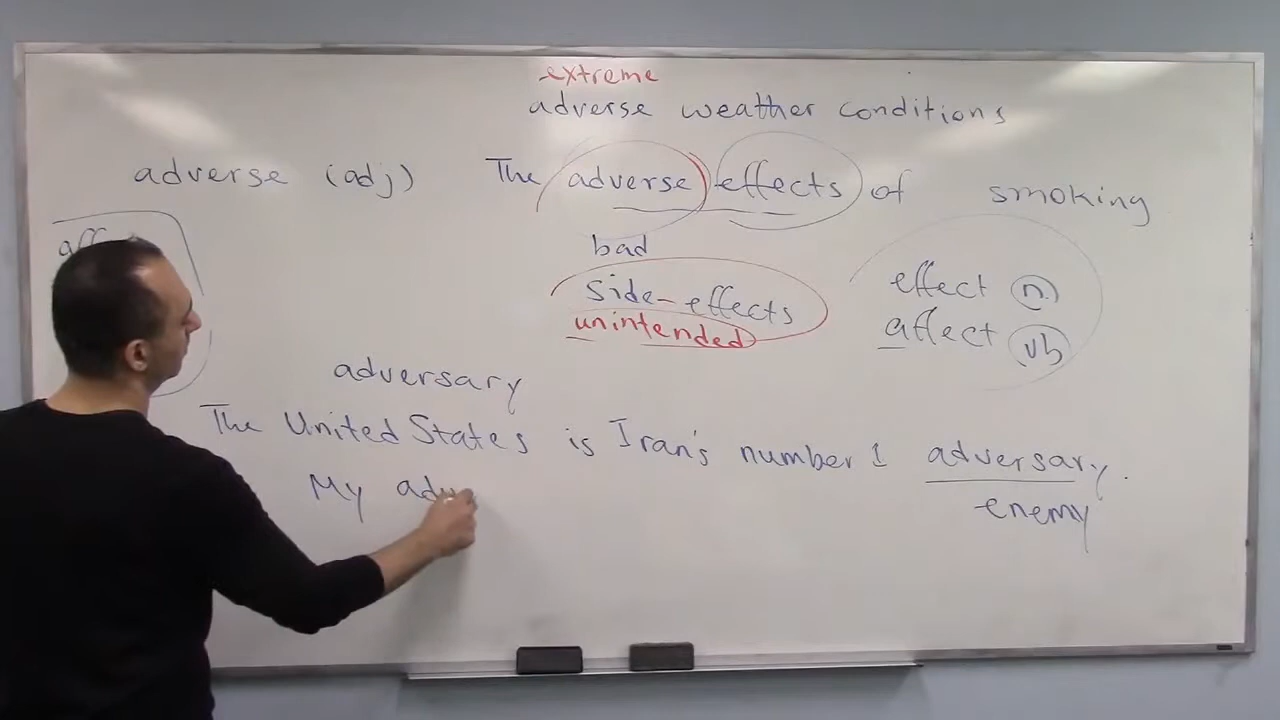 extreme
adverse weather conditions
adverse (adj) The adverse effects of smoking
bad
side-effects
unintended
effect n.
affect vb
adversary
The United States is Iran's number 1 adversary.
enemy
My